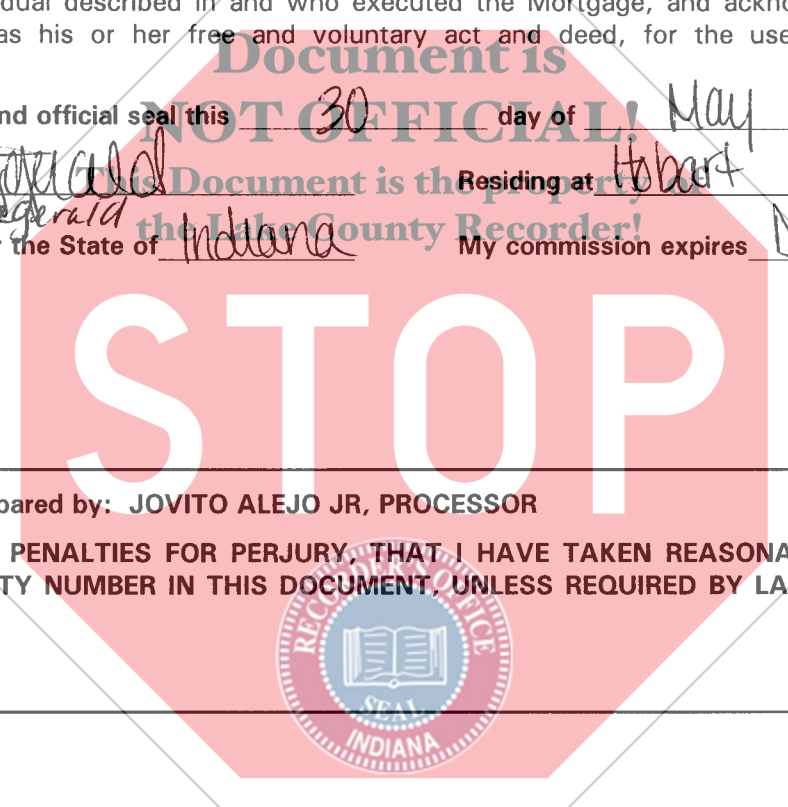 dual described in and who executed the Mortgage, and ackno
as his or her free and voluntary act and deed, for the use
Document is
nd official seal this 30 day of May
NOT OFFICIAL!
This Document is the property of
Residing at Hobart
egerald
the Lake County Recorder!
the State of Indiana My commission expires
STOP
pared by: JOVITO ALEJO JR, PROCESSOR
PENALTIES FOR PERJURY, THAT I HAVE TAKEN REASONA
TY NUMBER IN THIS DOCUMENT, UNLESS REQUIRED BY LA
RECORDER'S OFFICE
SEAL
INDIANA